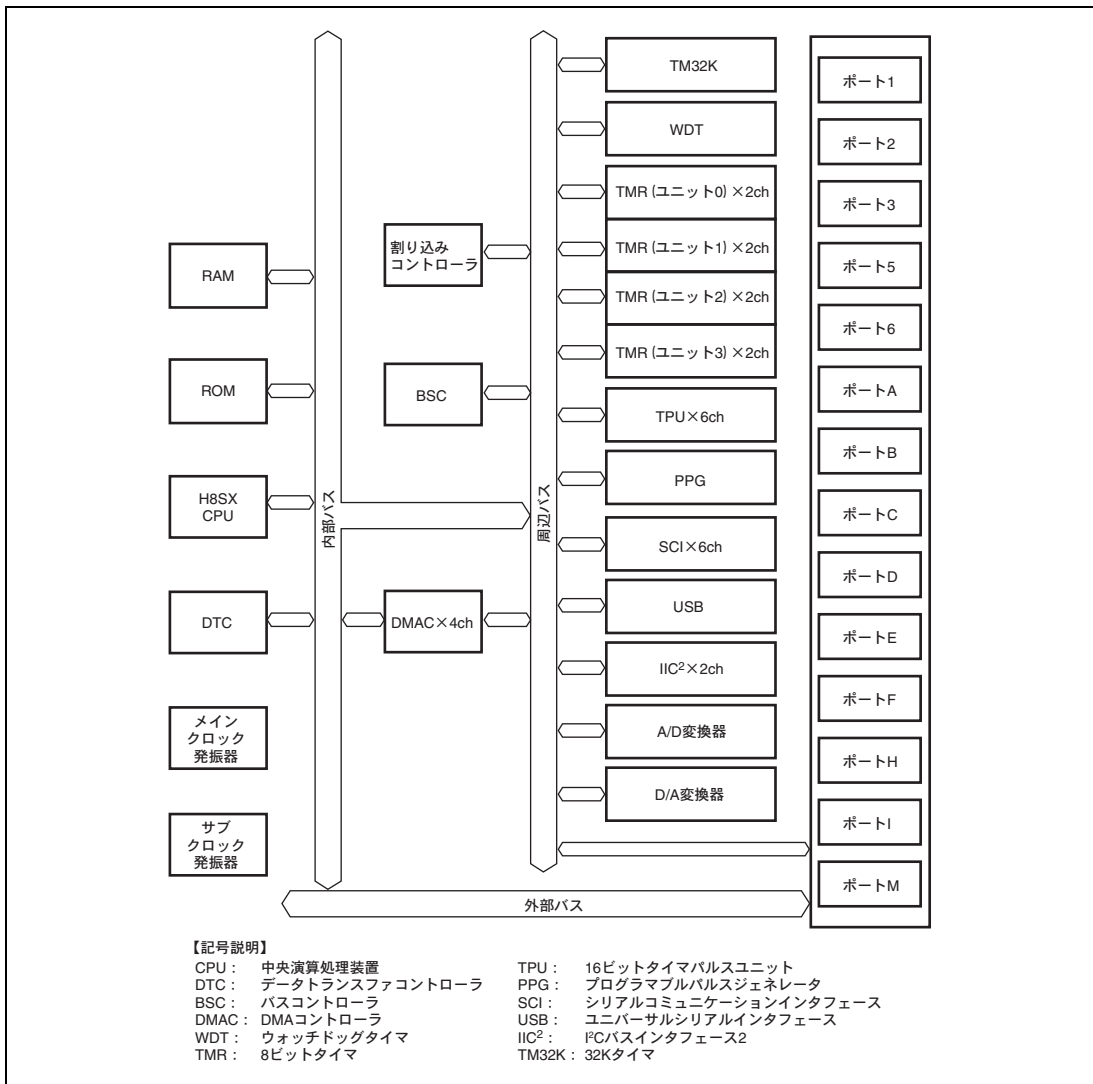 TM32K
WDT
TMR (ユニット0) ×2ch
TMR (ユニット1) ×2ch
TMR (ユニット2) ×2ch
TMR (ユニット3) ×2ch
TPU×6ch
PPG
SCI×6ch
USB
IIC²×2ch
A/D変換器
D/A変換器
RAM
ROM
H8SX
CPU
DTC
メイン
クロック
発振器
サブ
クロック
発振器
内部バス
割り込み
コントローラ
BSC
DMAC×4ch
周辺バス
外部バス
ポート1
ポート2
ポート3
ポート5
ポート6
ポートA
ポートB
ポートC
ポートD
ポートE
ポートF
ポートH
ポートI
ポートM
【記号説明】
CPU： 中央演算処理装置
DTC： データトランスファコントローラ
BSC： バスコントローラ
DMAC： DMAコントローラ
WDT： ウォッチドッグタイマ
TMR： 8ビットタイマ
TPU： 16ビットタイマパルスユニット
PPG： プログラマブルパルスジェネレータ
SCI： シリアルコミュニケーションインタフェース
USB： ユニバーサルシリアルインタフェース
IIC²： I²Cバスインタフェース2
TM32K： 32Kタイマ